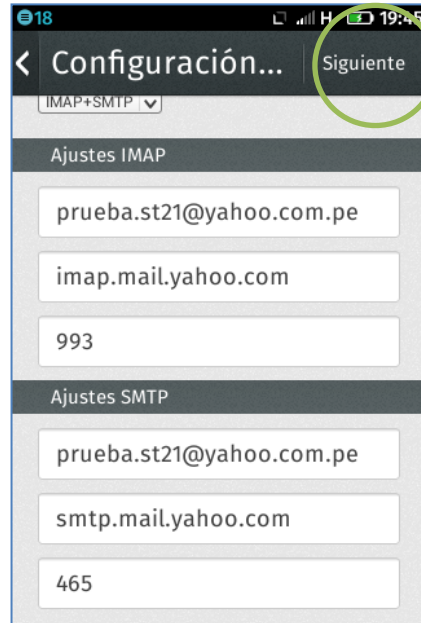 18 H 19:45
Configuración... Siguiente
IMAP+SMTP
Ajustes IMAP
prueba.st21@yahoo.com.pe
imap.mail.yahoo.com
993
Ajustes SMTP
prueba.st21@yahoo.com.pe
smtp.mail.yahoo.com
465